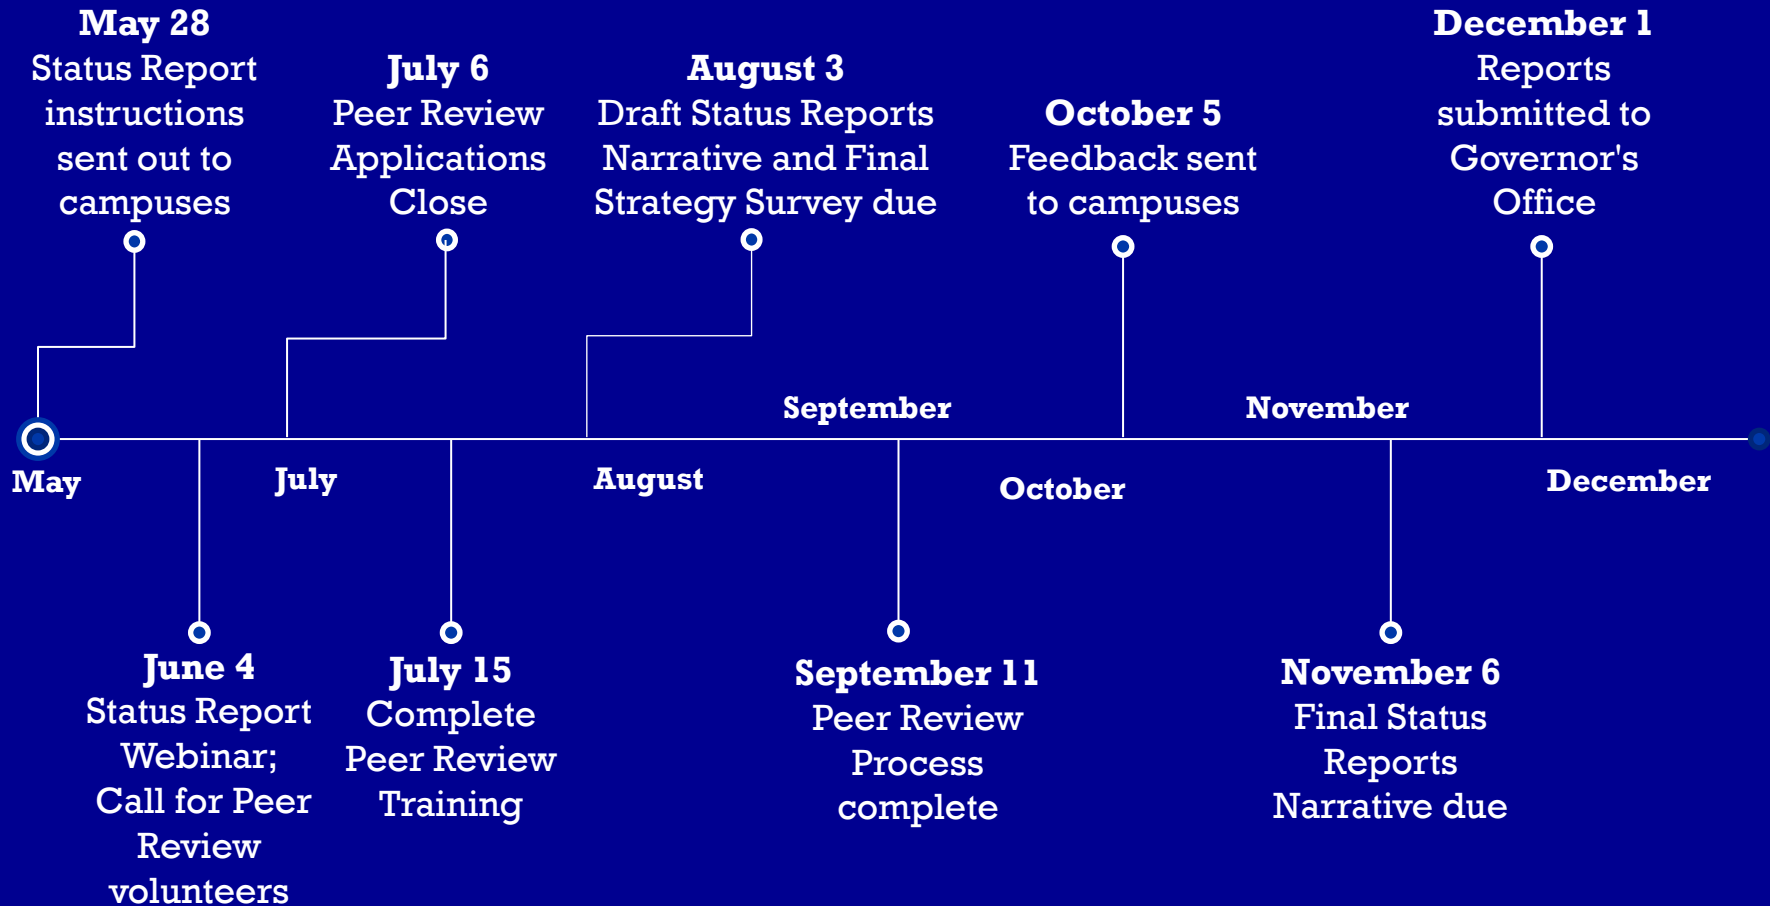 May 28
Status Report
instructions
sent out to
campuses
July 6
Peer Review
Applications
Close
August 3
Draft Status Reports
Narrative and Final
Strategy Survey due
October 5
Feedback sent
to campuses
December 1
Reports
submitted to
Governor's
Office
September
November
May
July
August
October
December
June 4
Status Report
Webinar;
Call for Peer
Review
volunteers
July 15
Complete
Peer Review
Training
September 11
Peer Review
Process
complete
November 6
Final Status
Reports
Narrative due